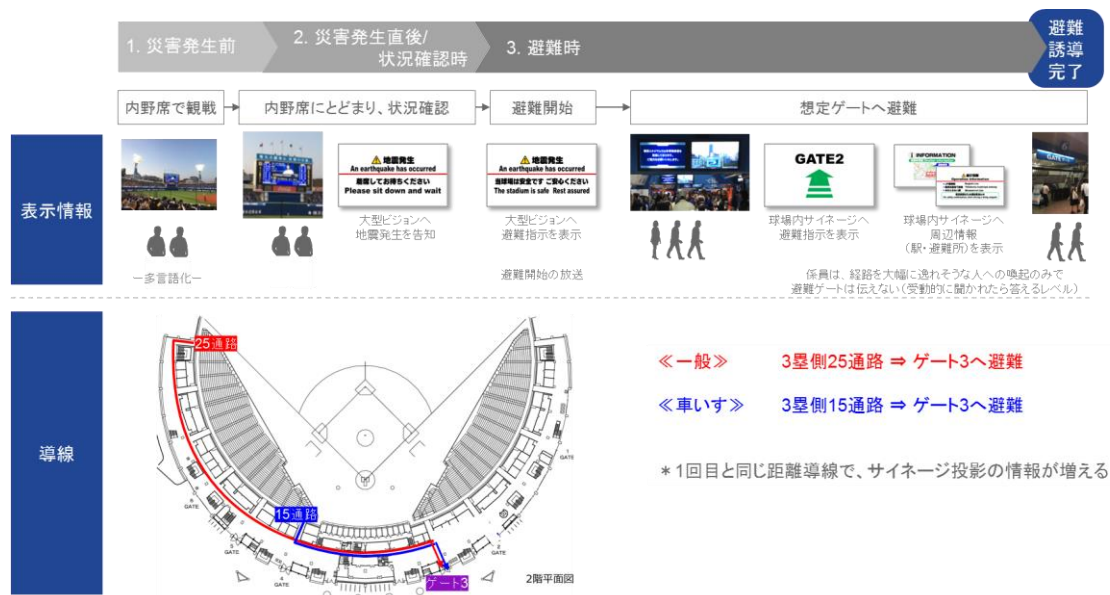 1. 災害発生前
2. 災害発生直後/
状況確認時
3. 避難時
避難
誘導
完了
内野席で観戦
内野席にとどまり、状況確認
避難開始
想定ゲートへ避難
表示情報
地震発生
An earthquake has occurred
着席してお待ちください
Please sit down and wait
地震発生
An earthquake has occurred
当球場は安全です ご安心ください
The stadium is safe Rest assured
GATE2
INFORMATION
大型ビジョンへ
地震発生を告知
大型ビジョンへ
避難指示を表示
球場内サイネージへ
避難指示を表示
球場内サイネージへ
周辺情報
(駅・避難所)を表示
ー多言語化ー
避難開始の放送
係員は、経路を大幅に逸れそうな人への喚起のみで
避難ゲートは伝えない(受動的に聞かれたら答えるレベル)
導線
25通路
15通路
ゲート3
1
GATE
2
GATE
4
GATE
5
GATE
6
GATE
2階平面図
≪一般≫ 3塁側25通路 ⇒ ゲート3へ避難
≪車いす≫ 3塁側15通路 ⇒ ゲート3へ避難
*1回目と同じ距離導線で、サイネージ投影の情報が増える